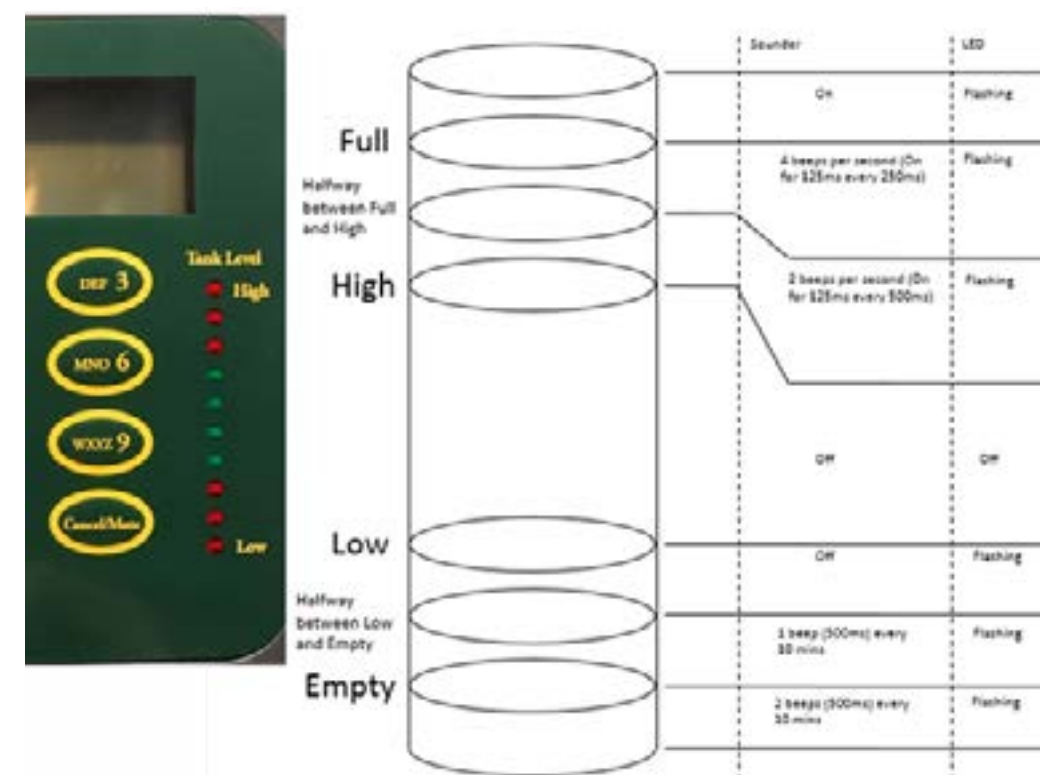 DEF 3
MNO 6
WXYZ 9
Cancel/Mute
Tank Level
High
Low
Full
Halfway
between Full
and High
High
Low
Halfway
between Low
and Empty
Empty
Sounder
LED
On
Flashing
4 beeps per second (On
for 125ms every 250ms)
Flashing
2 beeps per second (On
for 125ms every 500ms)
Flashing
Off
Off
Off
Flashing
1 beep (500ms) every
mins
Flashing
2 beeps (500ms) every
mins
Flashing